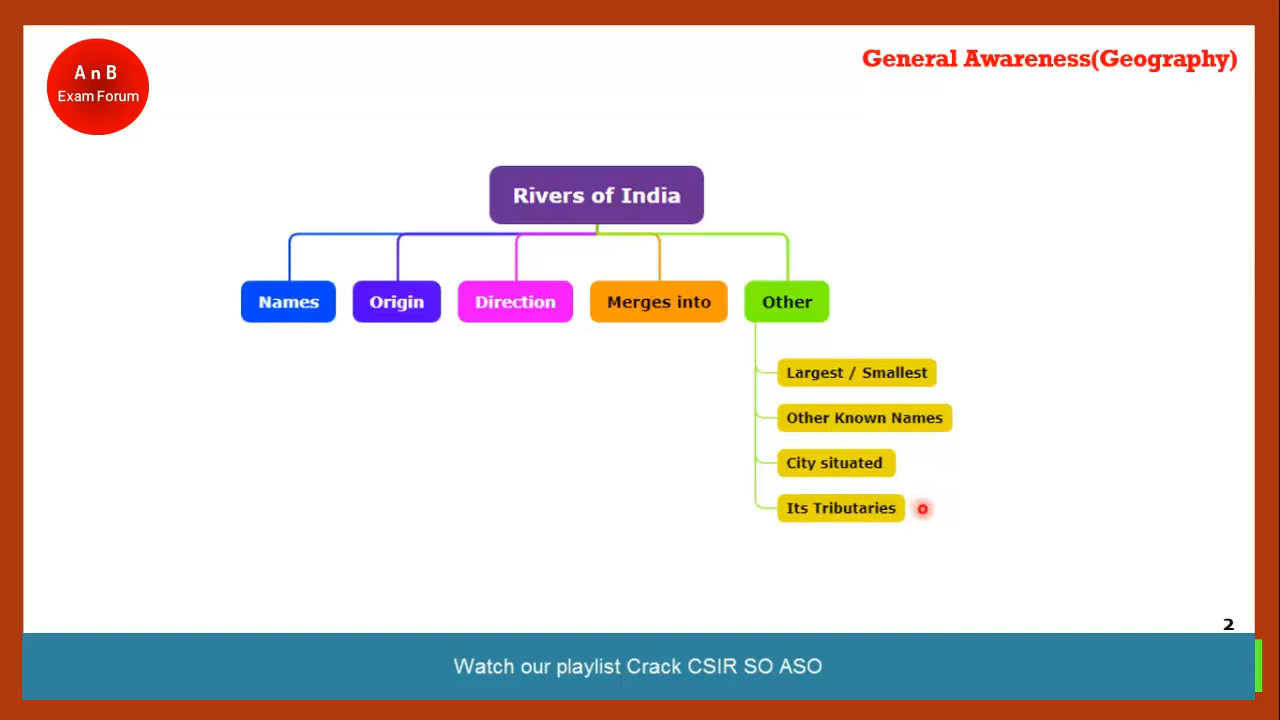 A n B
Exam Forum
General Awareness(Geography)
Rivers of India
Names
Origin
Direction
Merges into
Other
Largest / Smallest
Other Known Names
City situated
Its Tributaries
2
Watch our playlist Crack CSIR SO ASO